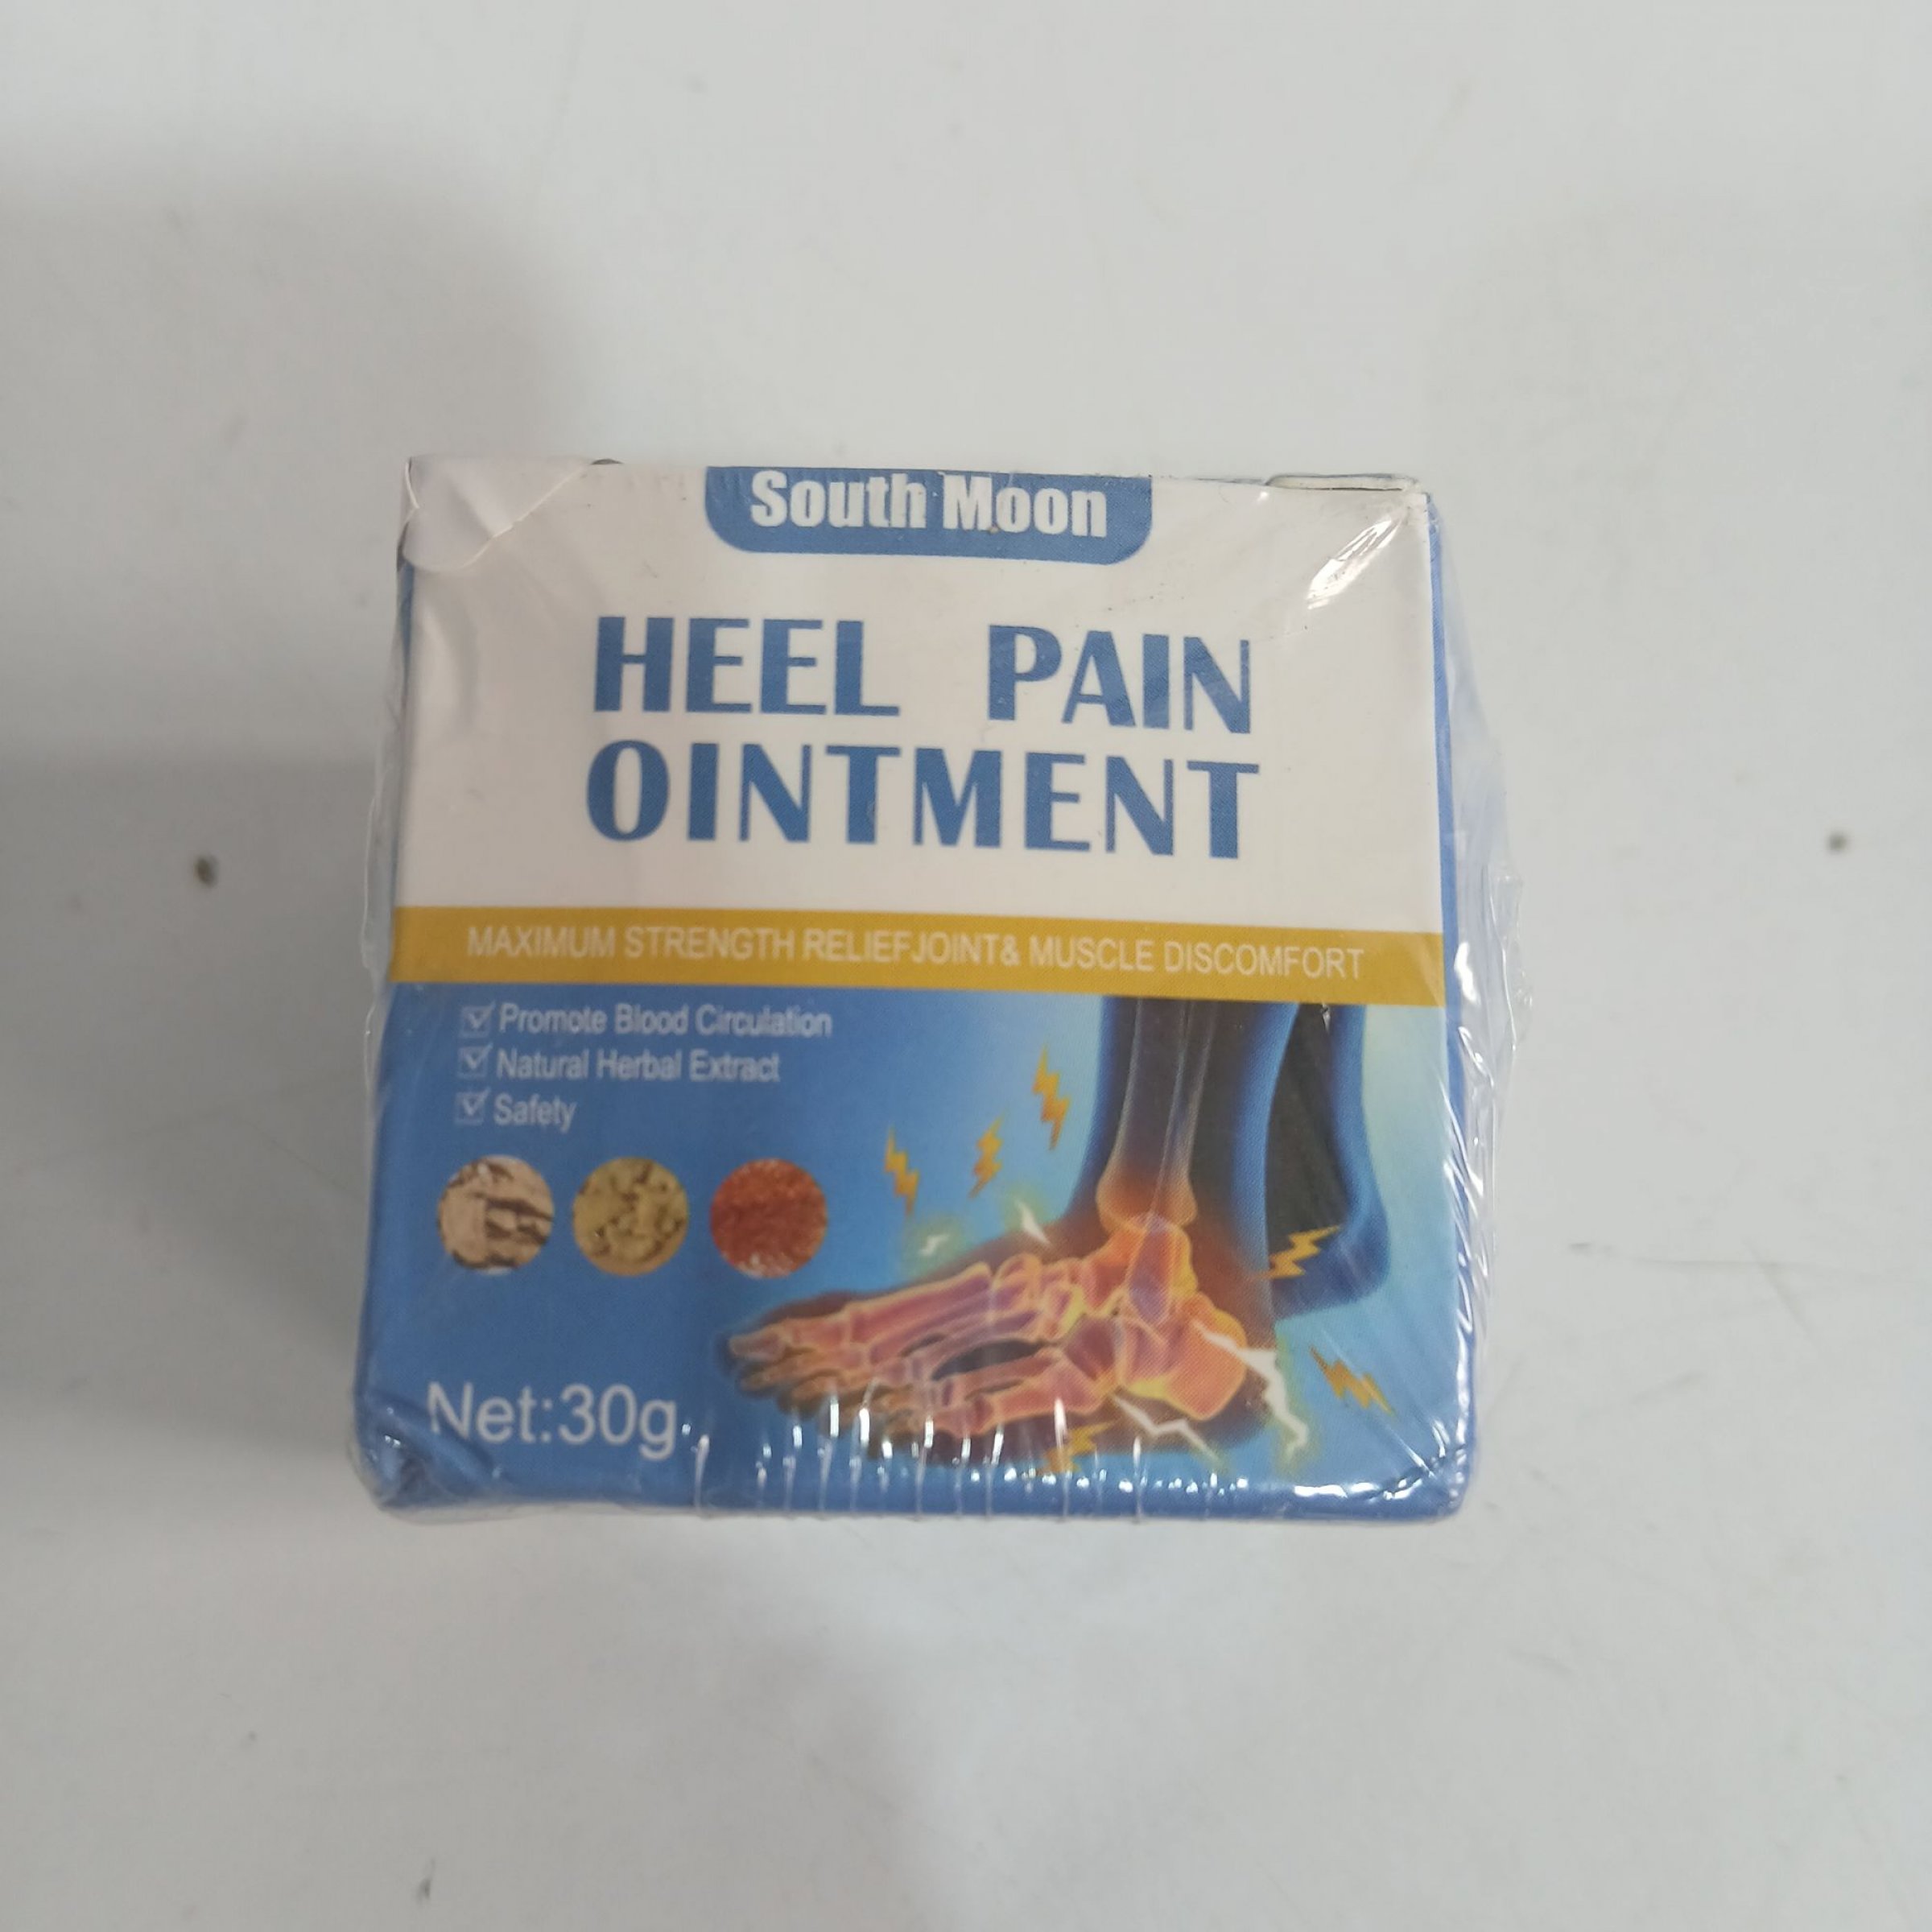 South Moon
HEEL PAIN
OINTMENT
MAXIMUM STRENGTH RELIEFJOINT& MUSCLE DISCOMFORT
Promote Blood Circulation
Natural Herbal Extract
Safety
Net:30g